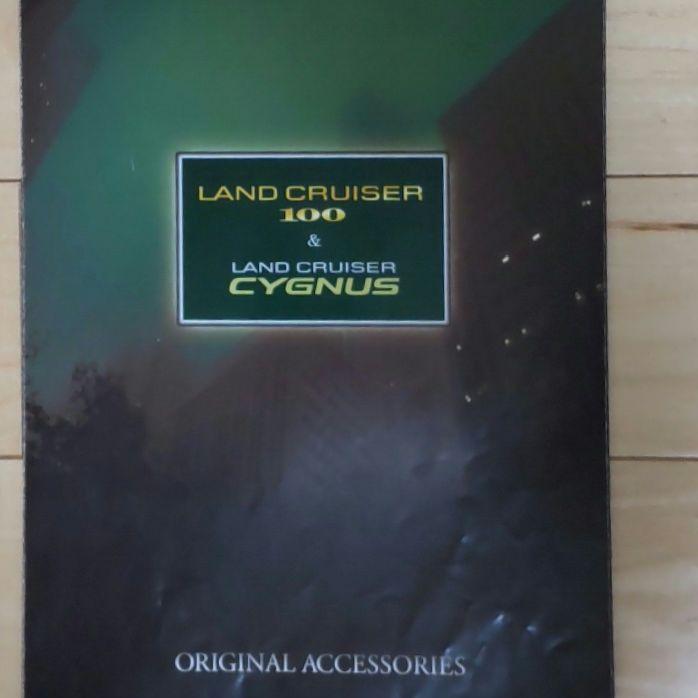 LAND CRUISER
100
&
LAND CRUISER
CYGNUS
ORIGINAL ACCESSORIES